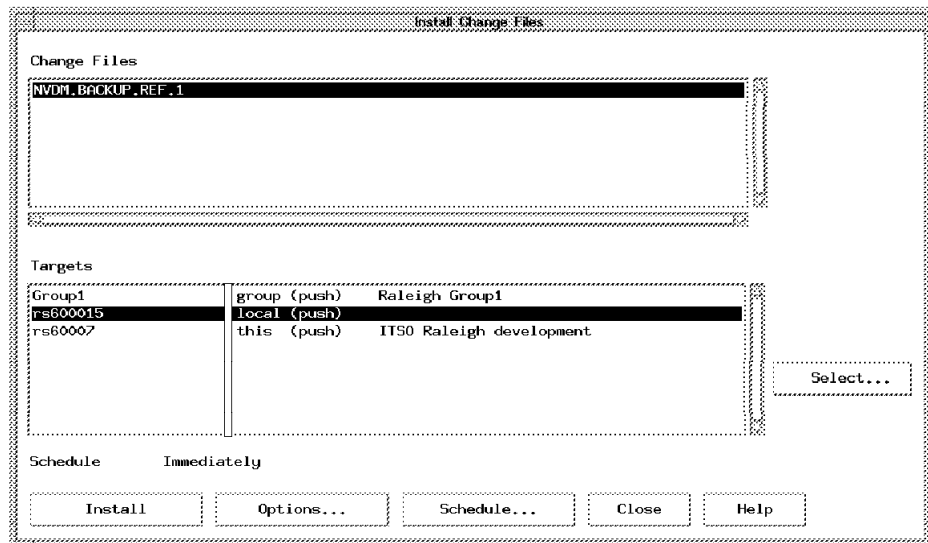 Install Change Files
Change Files
NVDM.BACKUP.REF.1
Targets
Group1 group (push) Raleigh Group1
rs600015 local (push)
rs60007 this (push) ITSO Raleigh development
Select...
Schedule Immediately
Install Options... Schedule... Close Help